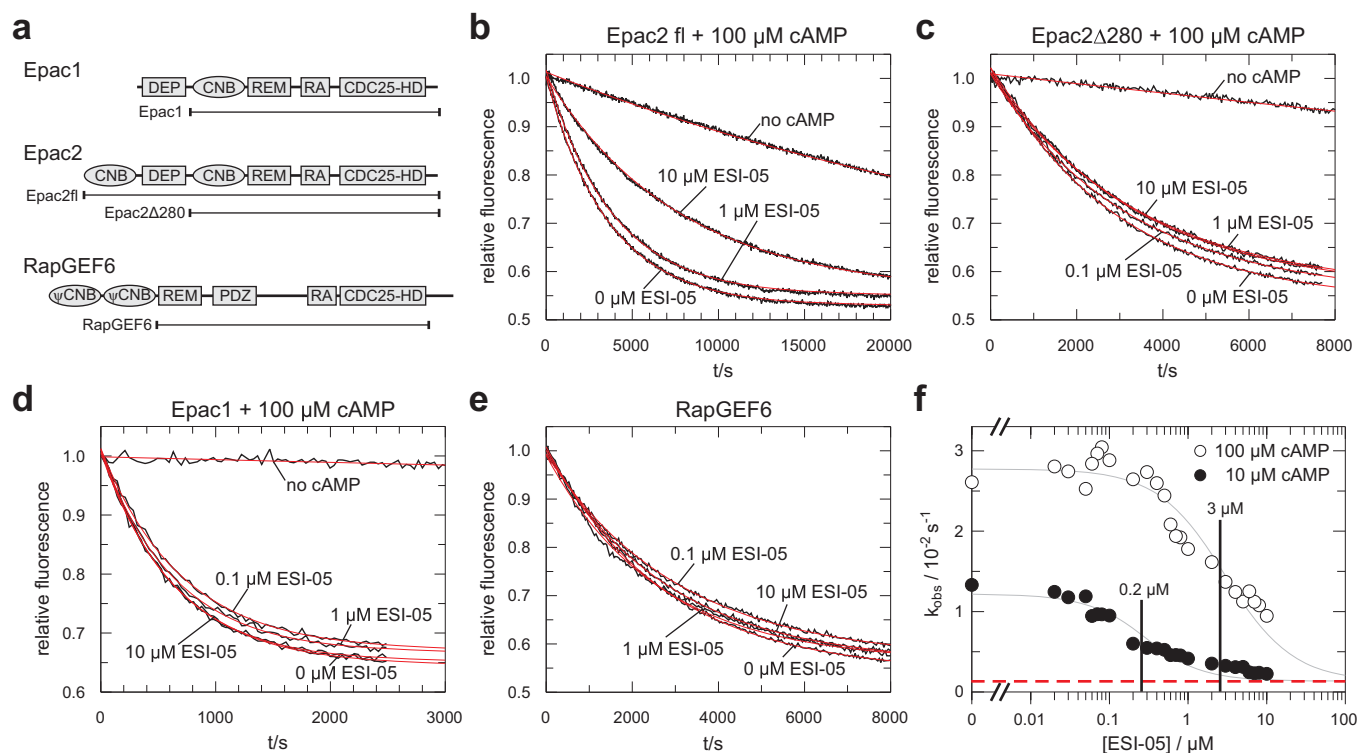 a
Epac1
DEP CNB REM RA CDC25-HD
Epac1
Epac2
CNB DEP CNB REM RA CDC25-HD
Epac2fl
Epac2Δ280
RapGEF6
ψCNB ψCNB REM PDZ RA CDC25-HD
RapGEF6
b
Epac2 fl + 100 µM cAMP
relative fluorescence
1.0
0.9
0.8
0.7
0.6
0.5
no cAMP
10 µM ESI-05
1 µM ESI-05
0 µM ESI-05
0 5000 10000 15000 20000
t/s
c
Epac2Δ280 + 100 µM cAMP
relative fluorescence
1.0
0.9
0.8
0.7
0.6
0.5
no cAMP
10 µM ESI-05
1 µM ESI-05
0.1 µM ESI-05
0 µM ESI-05
0 2000 4000 6000 8000
t/s
d
Epac1 + 100 µM cAMP
relative fluorescence
1.0
0.9
0.8
0.7
0.6
no cAMP
0.1 µM ESI-05
1 µM ESI-05
10 µM ESI-05
0 µM ESI-05
0 1000 2000 3000
t/s
e
RapGEF6
relative fluorescence
1.0
0.9
0.8
0.7
0.6
0.5
0.1 µM ESI-05
10 µM ESI-05
1 µM ESI-05
0 µM ESI-05
0 2000 4000 6000 8000
t/s
f
kobs / 10-2 s-1
3
2
1
0
100 µM cAMP
10 µM cAMP
3 µM
0.2 µM
0 0.01 0.1 1 10 100
[ESI-05] / µM